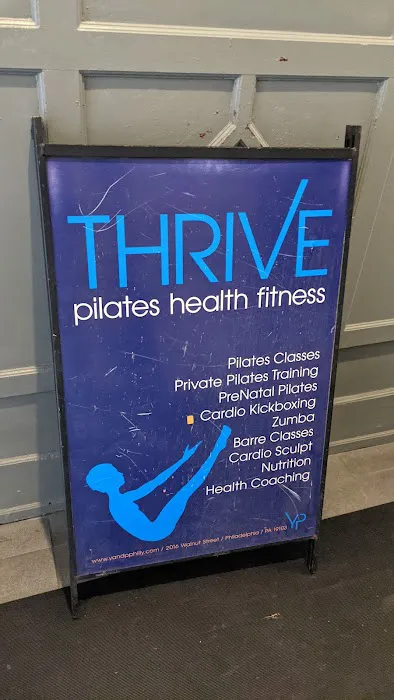 THRIVE
pilates health fitness
Pilates Classes
Private Pilates Training
PreNatal Pilates
Cardio Kickboxing
Zumba
Barre Classes
Cardio Sculpt
Nutrition
Health Coaching
YP
www.yandpphilly.com / 2016 Walnut Street / Philadelphia / PA 19103